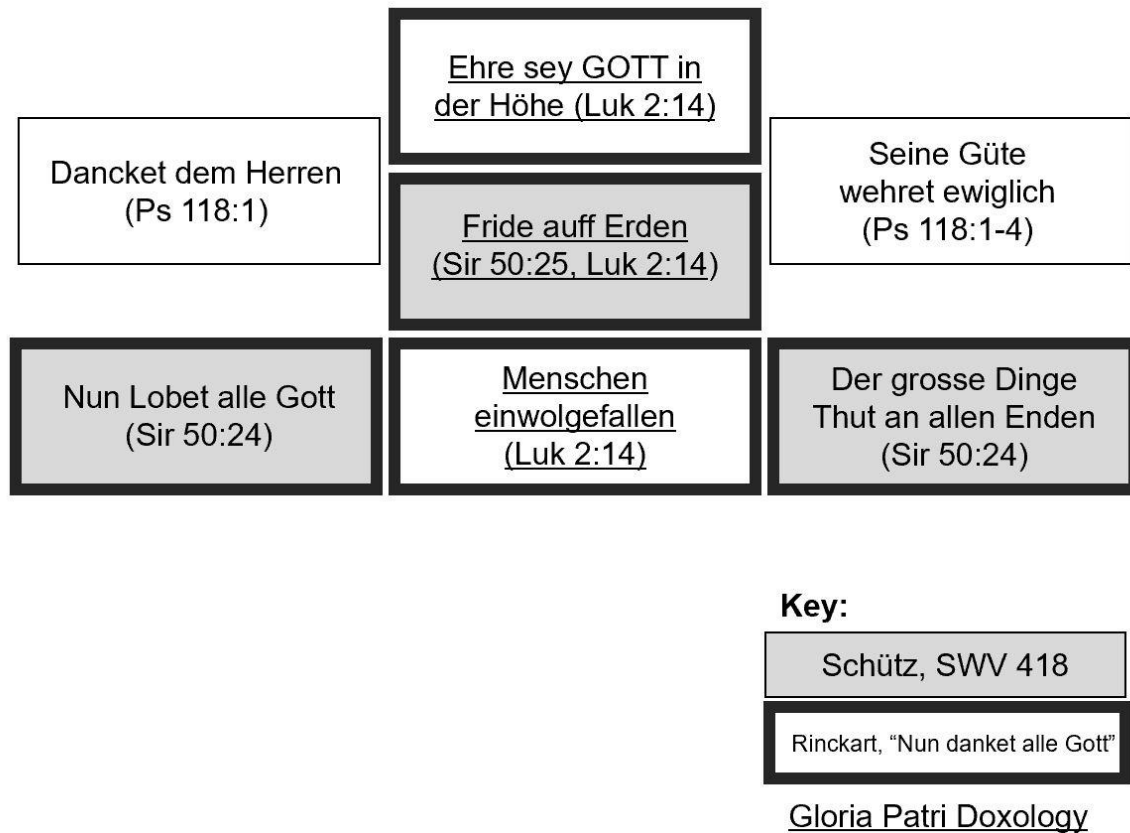 Ehre sey GOTT in
der Höhe (Luk 2:14)
Dancket dem Herren
(Ps 118:1)
Seine Güte
wehret ewiglich
(Ps 118:1-4)
Fride auff Erden
(Sir 50:25, Luk 2:14)
Nun Lobet alle Gott
(Sir 50:24)
Menschen
einwolgefallen
(Luk 2:14)
Der grosse Dinge
Thut an allen Enden
(Sir 50:24)
Key:
Schütz, SWV 418
Rinckart, “Nun danket alle Gott”
Gloria Patri Doxology